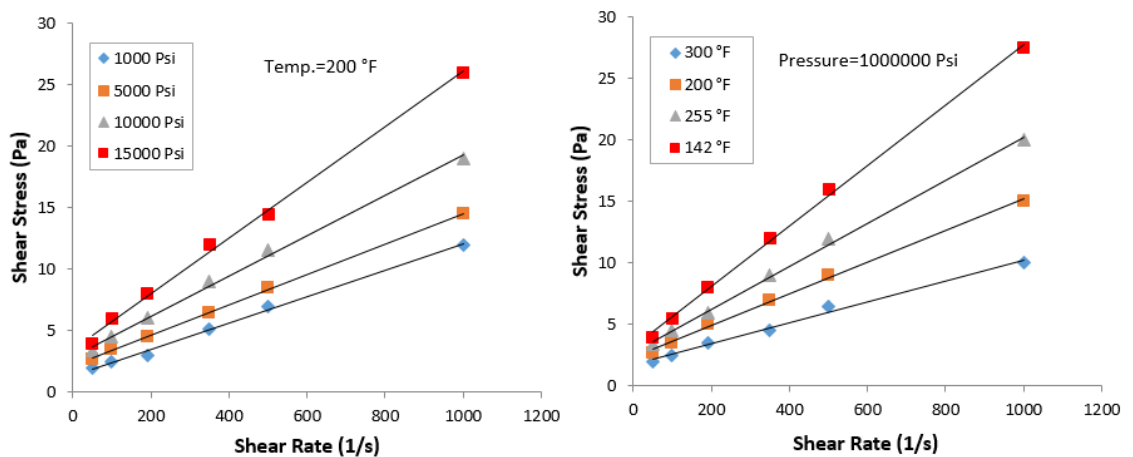 30
25
20
15
10
5
0
0
200
400
600
800
1000
1200
Shear Stress (Pa)
Shear Rate (1/s)
1000 Psi
5000 Psi
10000 Psi
15000 Psi
Temp.=200 °F
30
25
20
15
10
5
0
0
200
400
600
800
1000
1200
Shear Stress (Pa)
Shear Rate (1/s)
300 °F
200 °F
255 °F
142 °F
Pressure=1000000 Psi